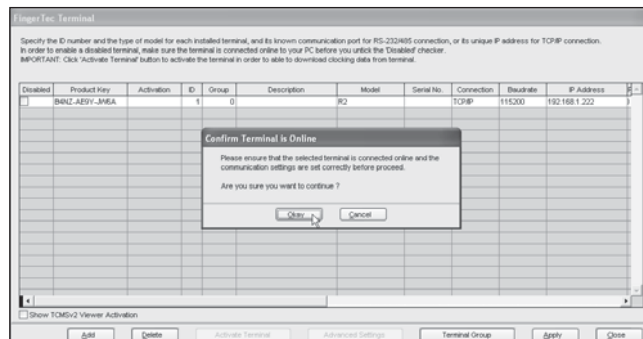 FingerTec Terminal
Specify the ID number and the type of model for each installed terminal, and its known communication port for RS-232/485 connection, or its unique IP address for TCP/IP connection.
In order to enable a disabled terminal, make sure the terminal is connected online to your PC before you untick the 'Disabled' checker.
IMPORTANT: Click 'Activate Terminal' button to activate the terminal in order to able to download clocking data from terminal.
Disabled Product Key Activation ID Group Description Model Serial No. Connection Baudrate IP Address
1 0 R2 TCP/IP 115200 192.168.1.222
Confirm Terminal is Online
Please ensure that the selected terminal is connected online and the
communication settings are set correctly before proceed.
Are you sure you want to continue ?
Okay Cancel
Show TCMSv2 Viewer Activation
Add Delete Activate Terminal Advanced Settings Terminal Group Apply Close